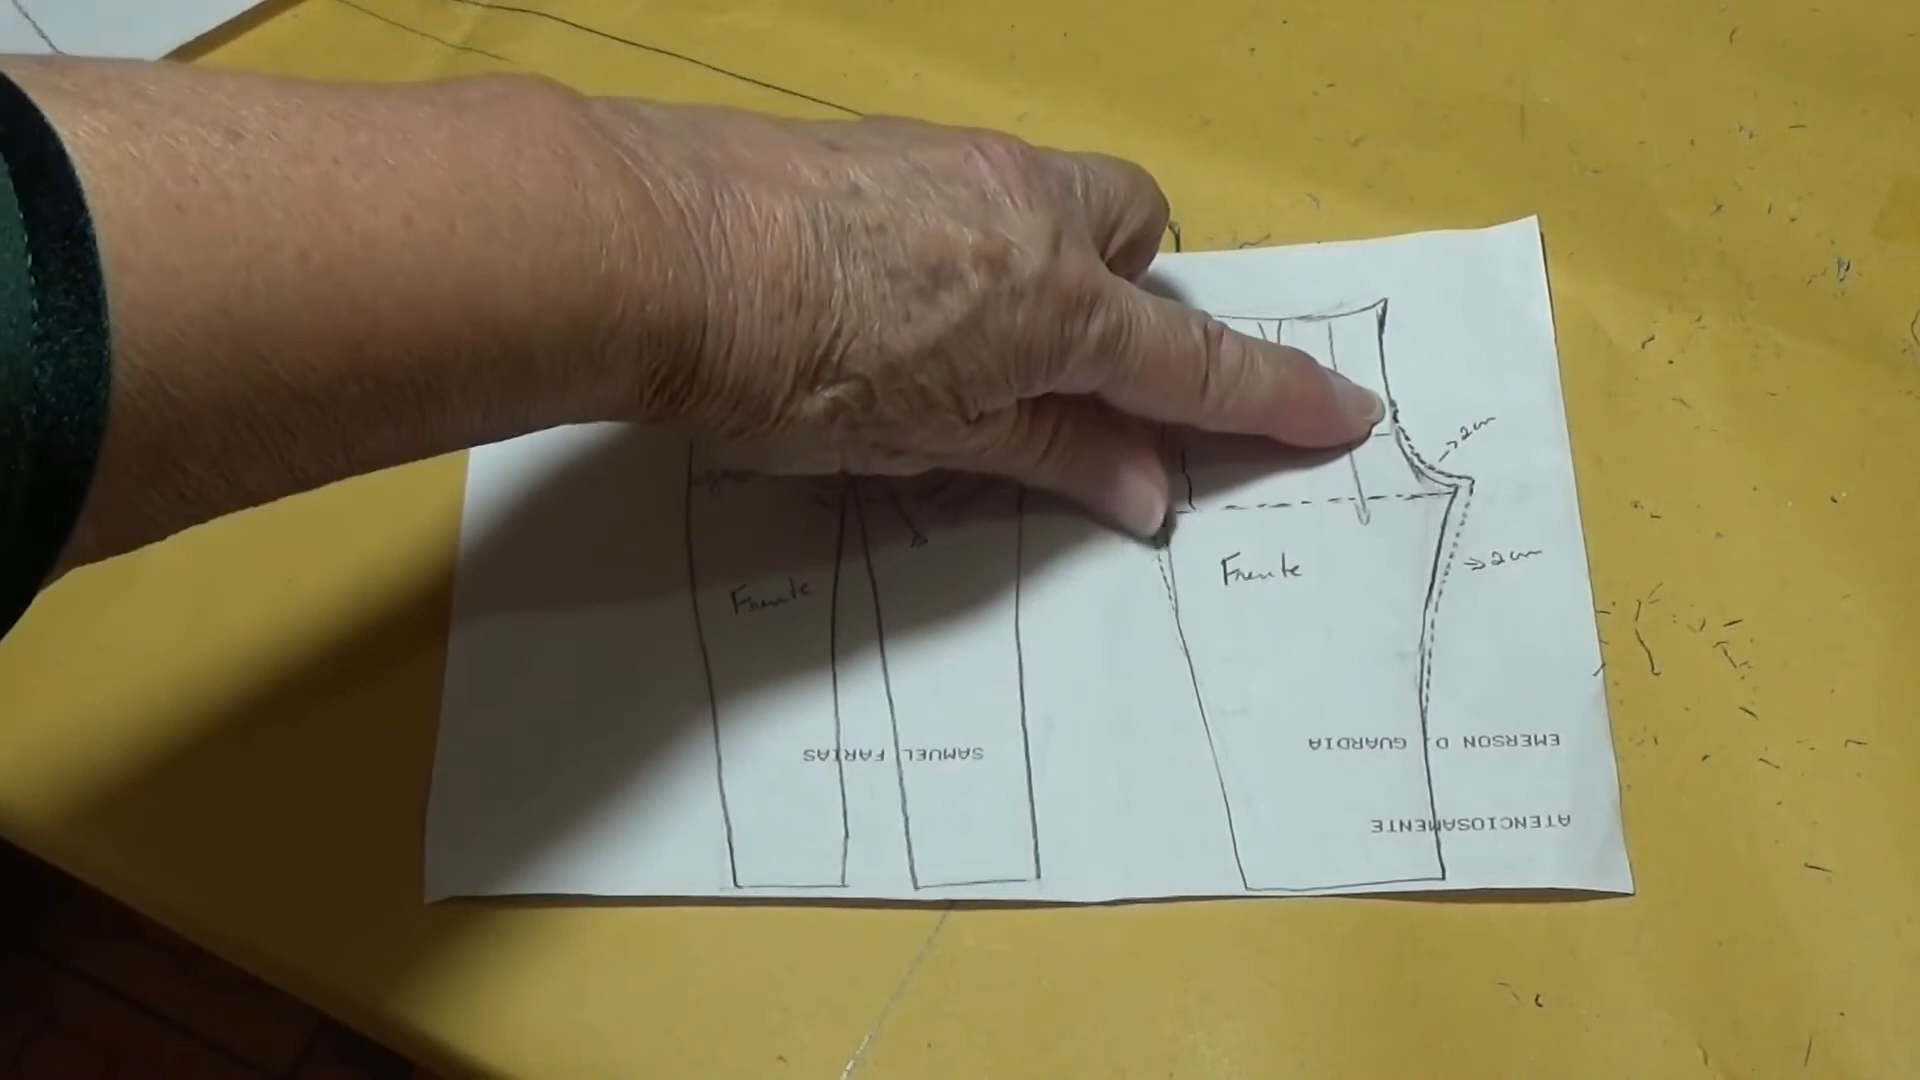 →2cm
→2cm
Frente
Frente
SAMUEL FARIAS
EMERSON D. GUARDIA
ATENCIOSAMENTE